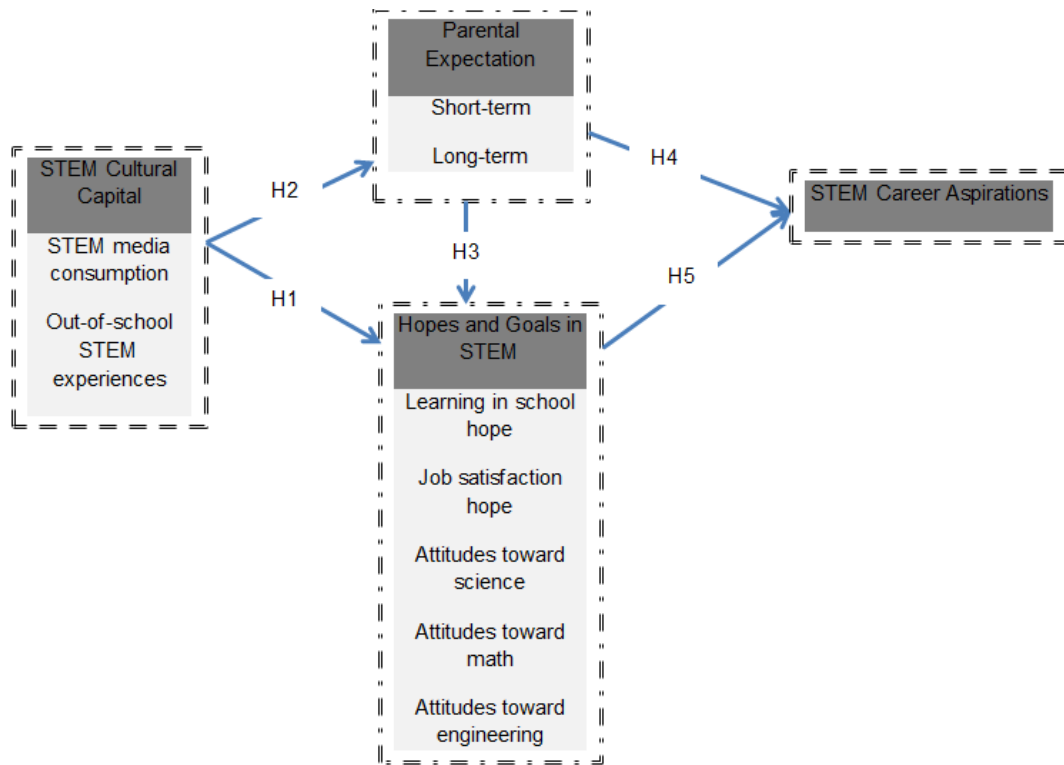 Parental
Expectation
Short-term
Long-term
STEM Cultural
Capital
STEM media
consumption
Out-of-school
STEM
experiences
H2
H1
H3
H4
H5
STEM Career Aspirations
Hopes and Goals in
STEM
Learning in school
hope
Job satisfaction
hope
Attitudes toward
science
Attitudes toward
math
Attitudes toward
engineering